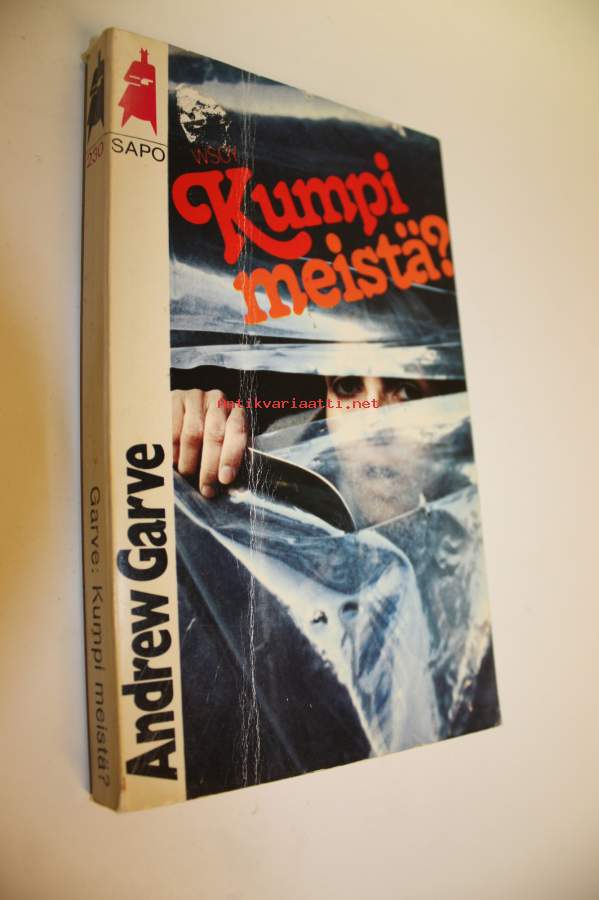 230
SAPO
WSOY
Kumpi
meistä?
Antikvariaatti.net
Andrew Garve
Garve: Kumpi meistä?